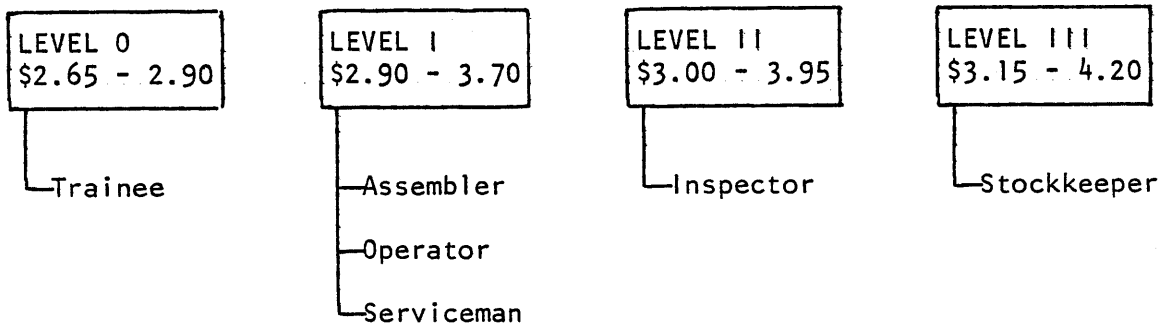 LEVEL 0
$2.65 - 2.90
Trainee
LEVEL I
$2.90 - 3.70
Assembler
Operator
Serviceman
LEVEL II
$3.00 - 3.95
Inspector
LEVEL III
$3.15 - 4.20
Stockkeeper